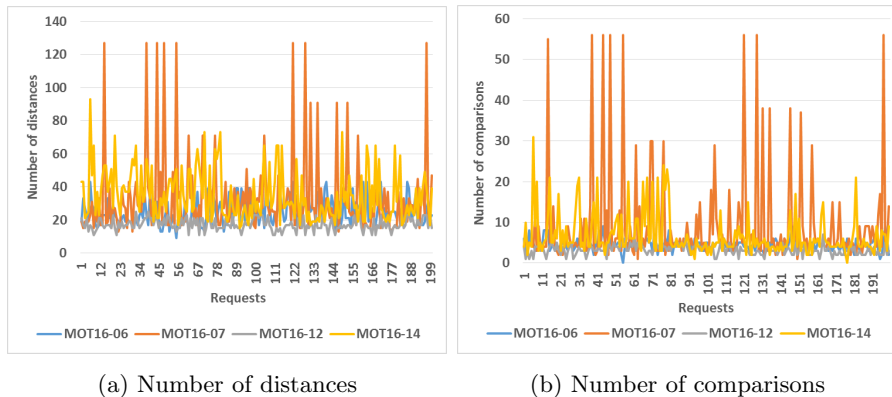 140
120
100
80
60
40
20
0
Number of distances
1 12 23 34 45 56 67 78 89 100 111 122 133 144 155 166 177 188 199
Requests
MOT16-06 MOT16-07 MOT16-12 MOT16-14
(a) Number of distances
60
50
40
30
20
10
0
Number of comparisons
1 11 21 31 41 51 61 71 81 91 101 111 121 131 141 151 161 171 181 191
Requests
MOT16-06 MOT16-07 MOT16-12 MOT16-14
(b) Number of comparisons